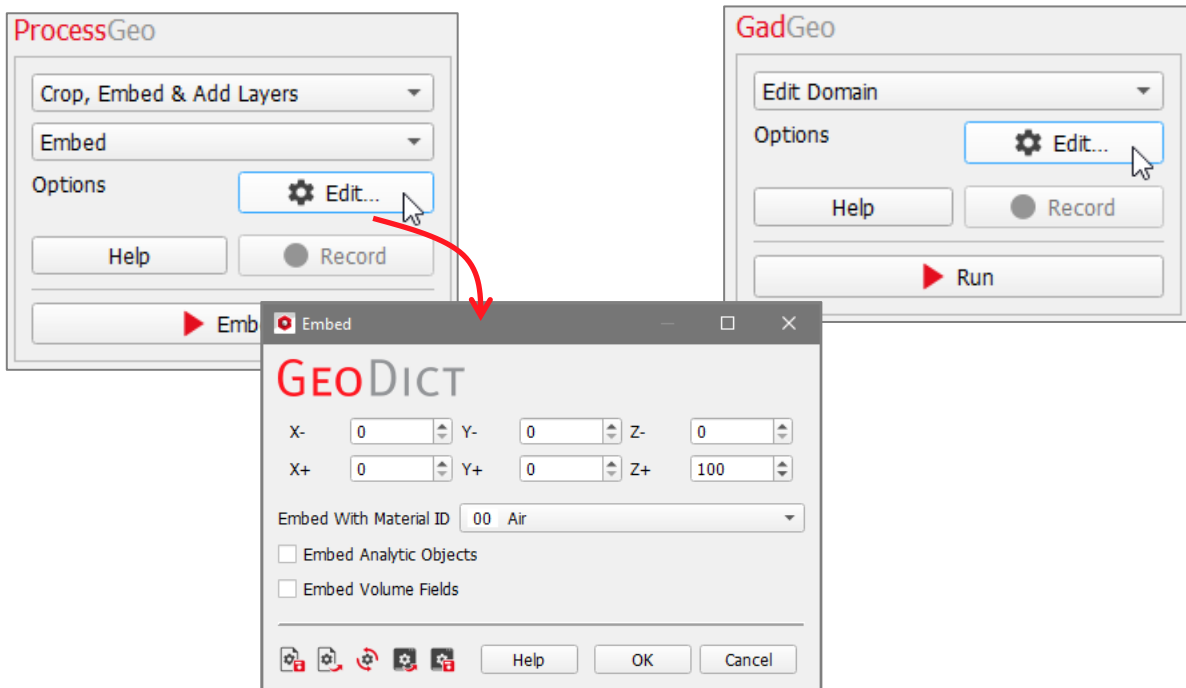 ProcessGeo
Crop, Embed & Add Layers
Embed
Options
Edit...
Help
Record
Emb
GadGeo
Edit Domain
Options
Edit...
Help
Record
Run
Embed
GEODICT
X- 0 Y- 0 Z- 0
X+ 0 Y+ 0 Z+ 100
Embed With Material ID 00 Air
Embed Analytic Objects
Embed Volume Fields
Help OK Cancel